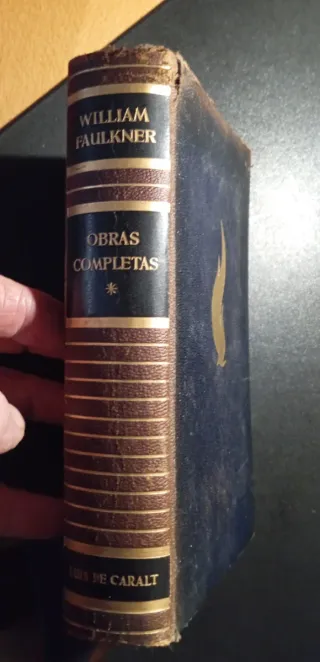 WILLIAM
FAULKNER
OBRAS
COMPLETAS
*
LUIS DE CARALT